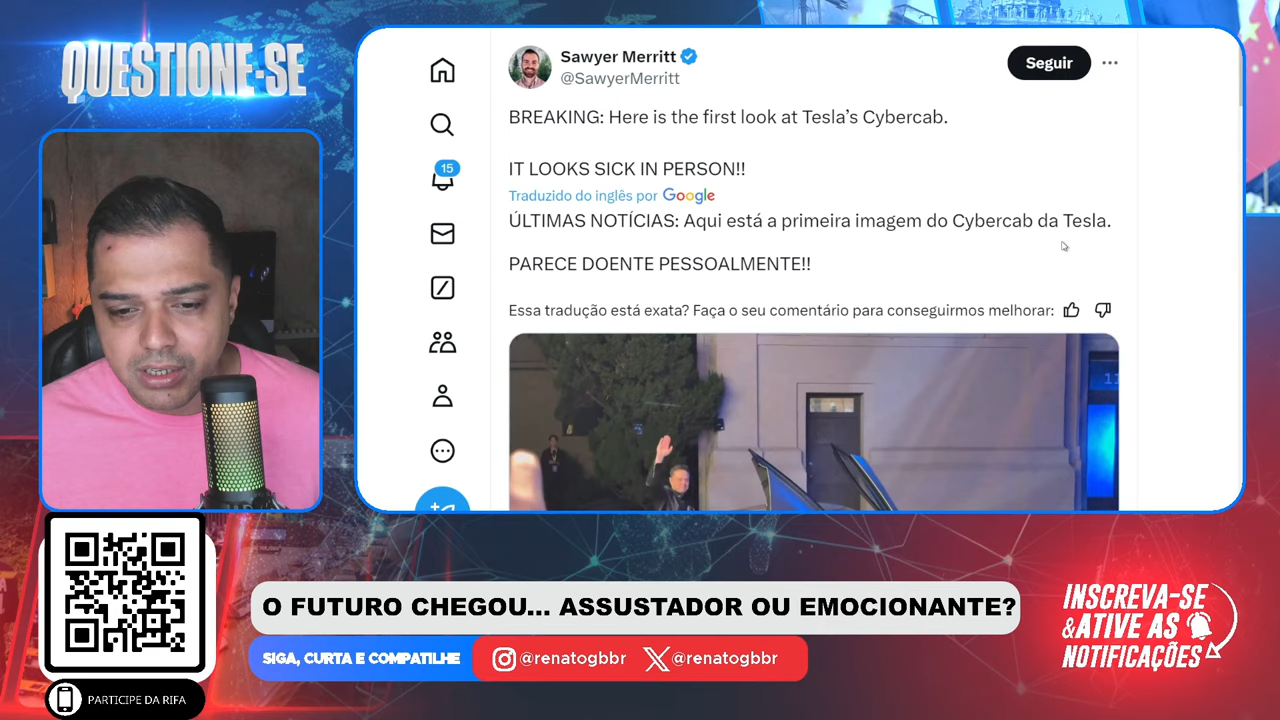 QUESTIONE-SE
Sawyer Merritt
@SawyerMerritt
Seguir
BREAKING: Here is the first look at Tesla’s Cybercab.
IT LOOKS SICK IN PERSON!!
15
Traduzido do inglês por Google
ÚLTIMAS NOTÍCIAS: Aqui está a primeira imagem do Cybercab da Tesla.
PARECE DOENTE PESSOALMENTE!!
Essa tradução está exata? Faça o seu comentário para conseguirmos melhorar:
O FUTURO CHEGOU... ASSUSTADOR OU EMOCIONANTE?
SIGA, CURTA E COMPATILHE
@renatogbbr
@renatogbbr
INSCREVA-SE
&ATIVE AS
NOTIFICAÇÕES
PARTICIPE DA RIFA